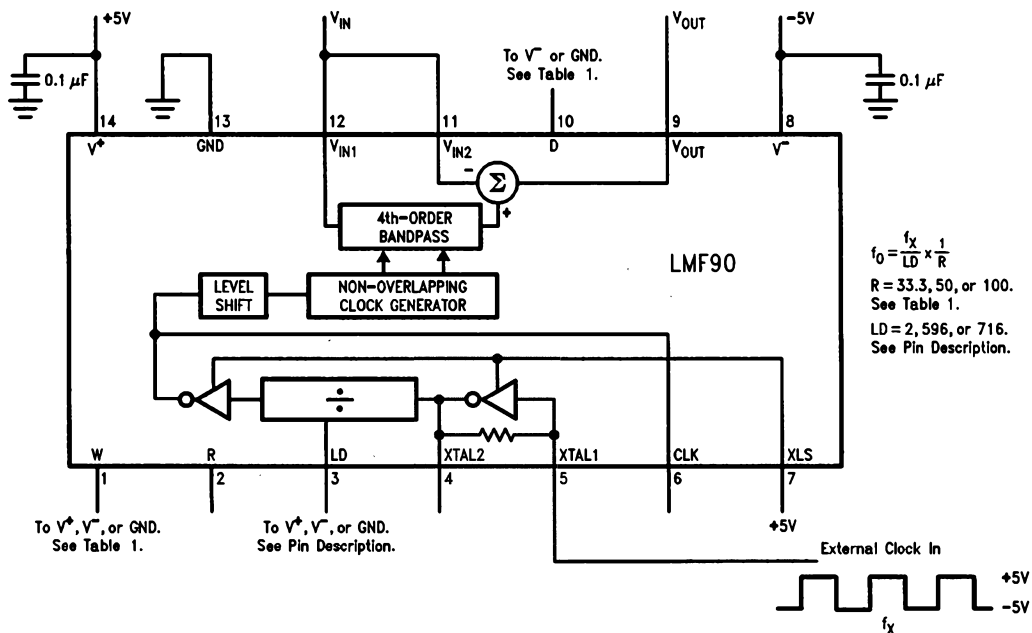 +5V
V_IN
V_OUT
-5V
0.1 μF
To V⁻ or GND.
See Table 1.
0.1 μF
14
13
12
11
10
9
8
V⁺
GND
V_IN1
V_IN2
D
V_OUT
V⁻
-
Σ
+
4th-ORDER
BANDPASS
LMF90
LEVEL
SHIFT
NON-OVERLAPPING
CLOCK GENERATOR
f_O = f_X/LD × 1/R
R = 33.3, 50, or 100.
See Table 1.
LD = 2, 596, or 716.
See Pin Description.
÷
W
R
LD
XTAL2
XTAL1
CLK
XLS
1
2
3
4
5
6
7
To V⁺, V⁻, or GND.
See Table 1.
To V⁺, V⁻, or GND.
See Pin Description.
+5V
External Clock In
+5V
-5V
f_X